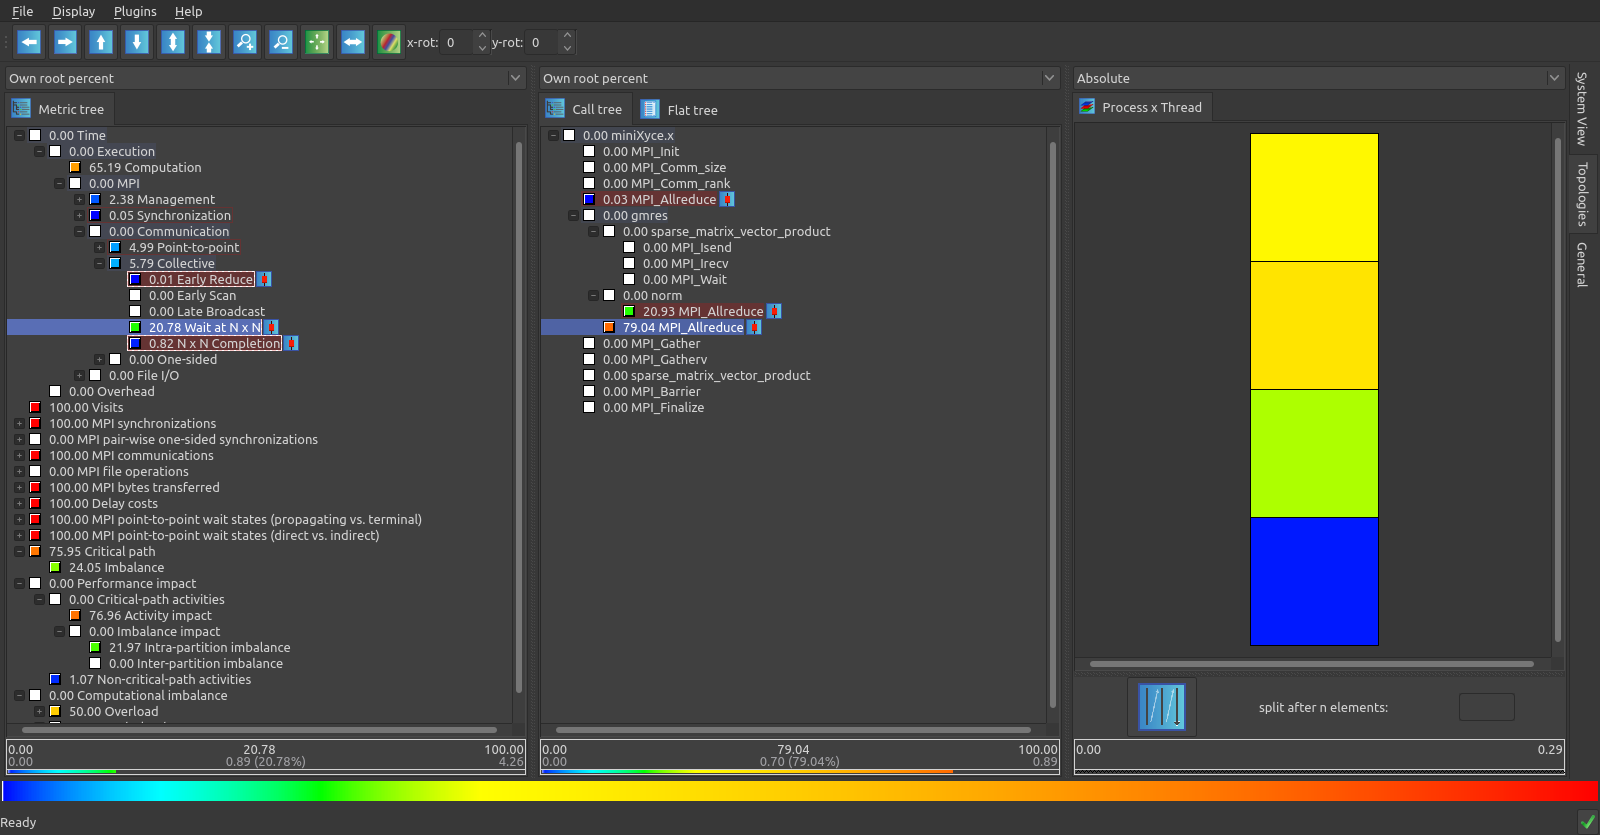 File Display Plugins Help
x-rot: 0 y-rot: 0
Own root percent
Metric tree
0.00 Time
0.00 Execution
65.19 Computation
0.00 MPI
2.38 Management
0.05 Synchronization
0.00 Communication
4.99 Point-to-point
5.79 Collective
0.01 Early Reduce
0.00 Early Scan
0.00 Late Broadcast
20.78 Wait at N x N
0.82 N x N Completion
0.00 One-sided
0.00 File I/O
0.00 Overhead
100.00 Visits
100.00 MPI synchronizations
0.00 MPI pair-wise one-sided synchronizations
100.00 MPI communications
0.00 MPI file operations
100.00 MPI bytes transferred
100.00 Delay costs
100.00 MPI point-to-point wait states (propagating vs. terminal)
100.00 MPI point-to-point wait states (direct vs. indirect)
75.95 Critical path
24.05 Imbalance
0.00 Performance impact
0.00 Critical-path activities
76.96 Activity impact
0.00 Imbalance impact
21.97 Intra-partition imbalance
0.00 Inter-partition imbalance
1.07 Non-critical-path activities
0.00 Computational imbalance
50.00 Overload
0.00 20.78 100.00
0.00 0.89 (20.78%) 4.26
Own root percent
Call tree Flat tree
0.00 miniXyce.x
0.00 MPI_Init
0.00 MPI_Comm_size
0.00 MPI_Comm_rank
0.03 MPI_Allreduce
0.00 gmres
0.00 sparse_matrix_vector_product
0.00 MPI_Isend
0.00 MPI_Irecv
0.00 MPI_Wait
0.00 norm
20.93 MPI_Allreduce
79.04 MPI_Allreduce
0.00 MPI_Gather
0.00 MPI_Gatherv
0.00 sparse_matrix_vector_product
0.00 MPI_Barrier
0.00 MPI_Finalize
0.00 79.04 100.00
0.00 0.70 (79.04%) 0.89
Absolute
Process x Thread
split after n elements:
0.00 0.29
System View
Topologies
General
Ready